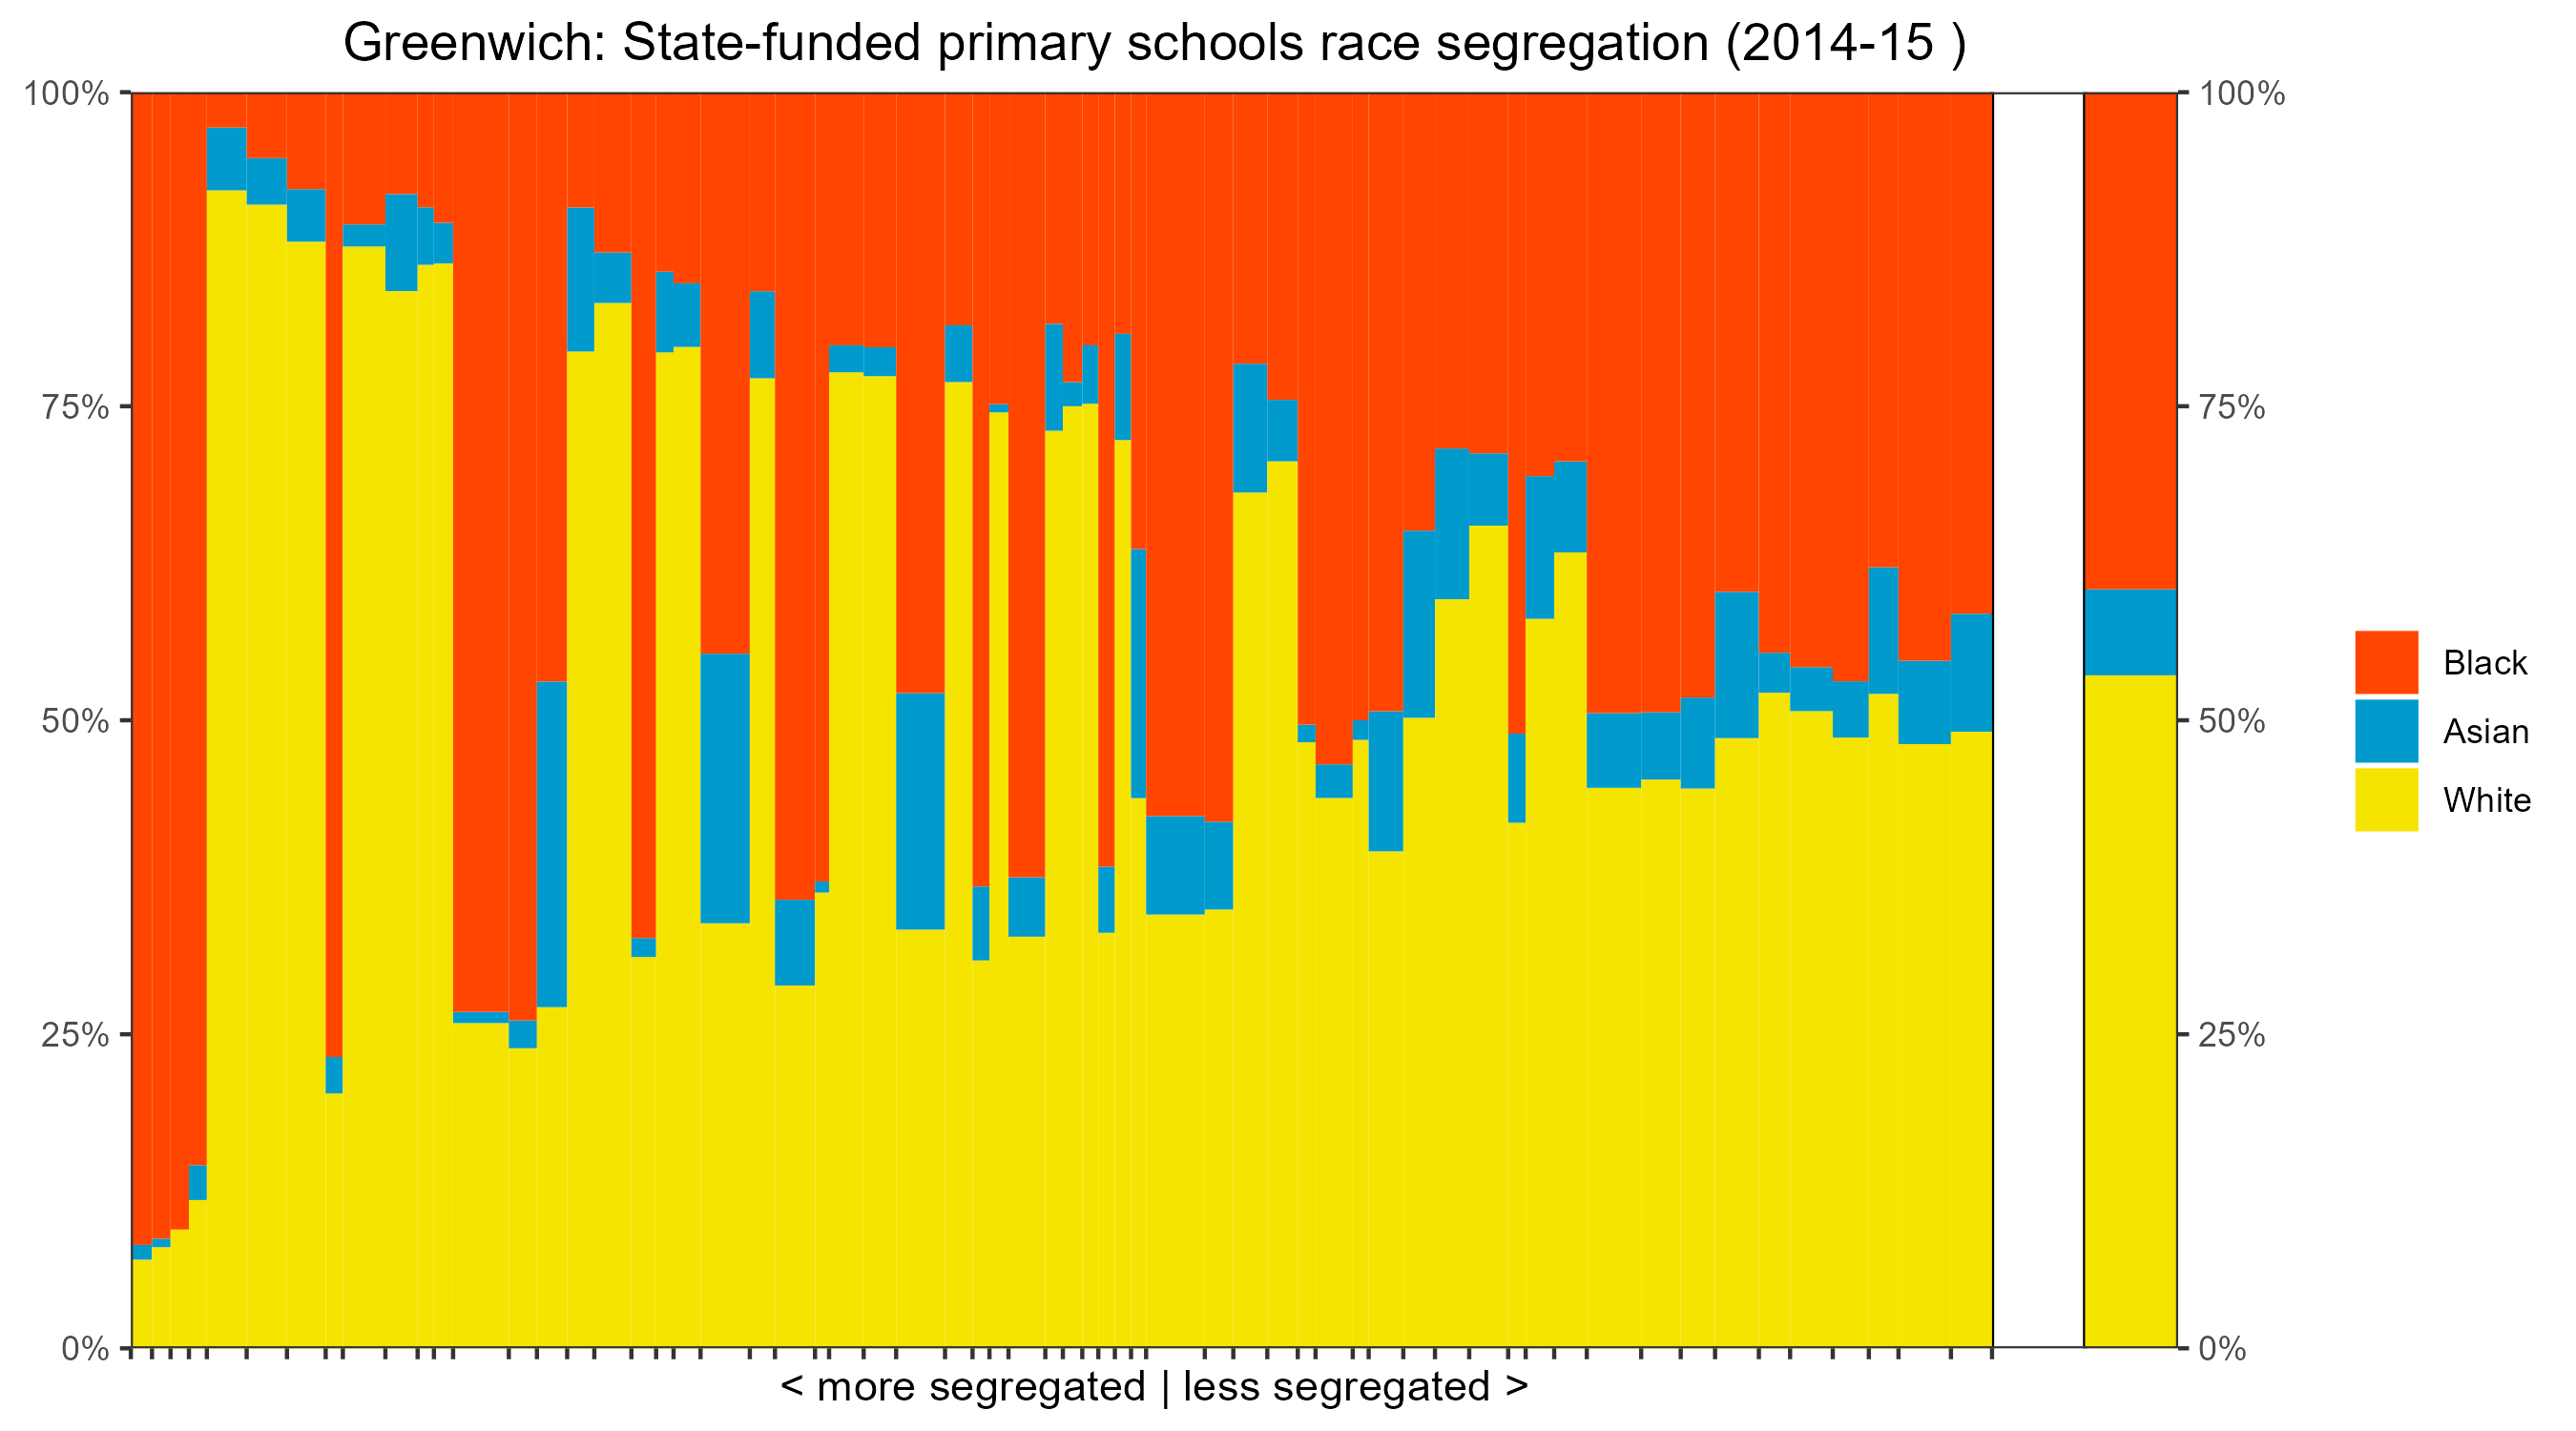 Greenwich: State-funded primary schools race segregation (2014-15 )
100%
75%
50%
25%
0%
100%
75%
50%
25%
0%
Black
Asian
White
< more segregated | less segregated >